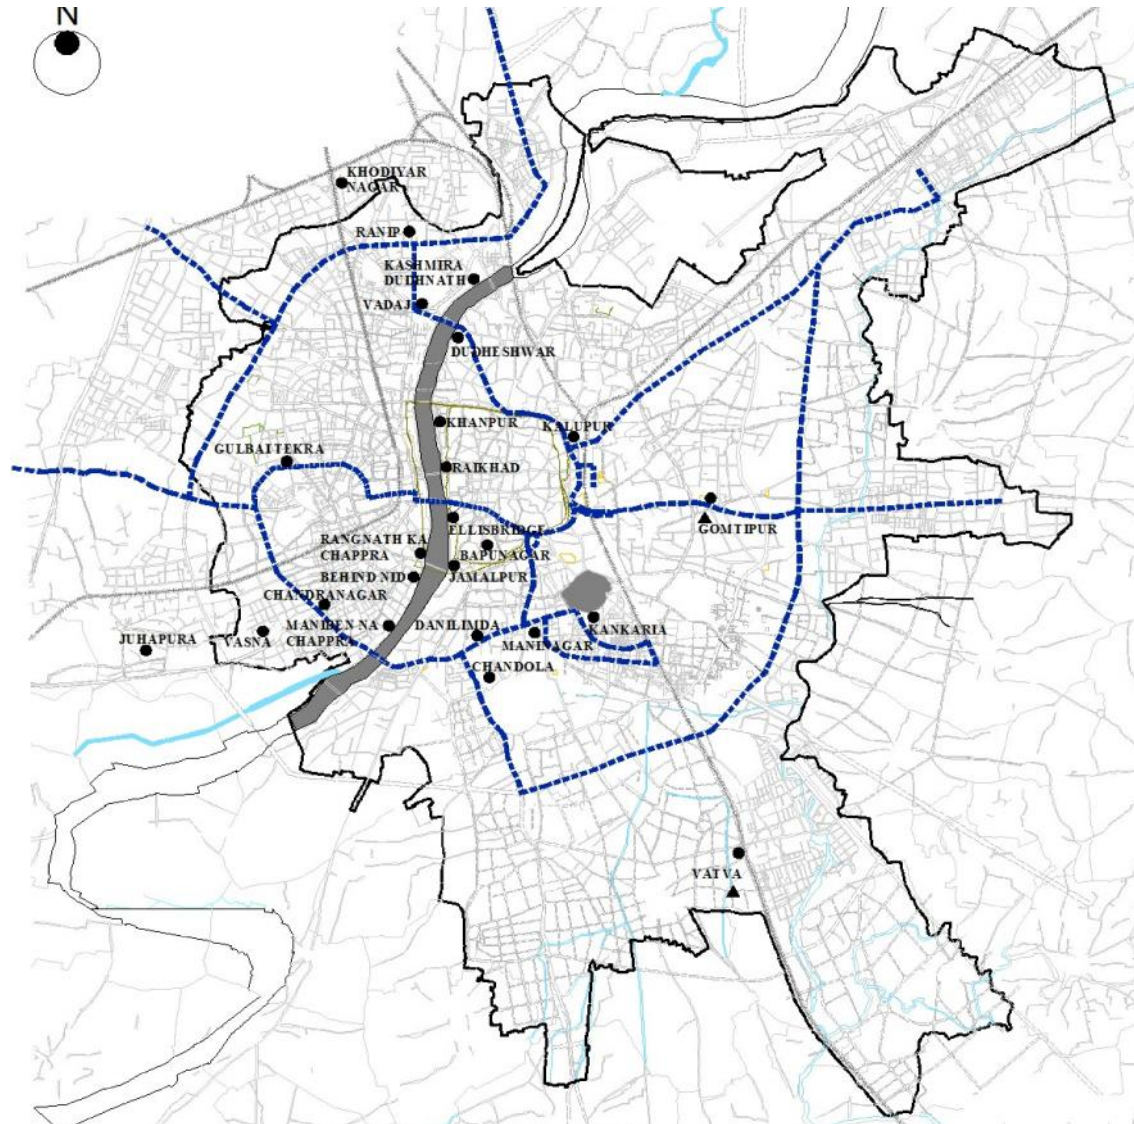 N
KHODIYAR
NAGAR
RANIP
KASHMIRA
DUDHNATH
VADAJ
DUDHESHWAR
KHANPUR
KALUPUR
GULBAI TEKRA
RAIKHAD
ELLISBRIDGE
GOMTIPUR
RANGNATH KA
CHAPPRA
BAPUNAGAR
BEHIND NID
JAMALPUR
CHANDRANAGAR
MANIBEN NA
CHAPPRA
DANILIMDA
KANKARIA
JUHAPURA
VASNA
MANINAGAR
CHANDOLA
VATVA